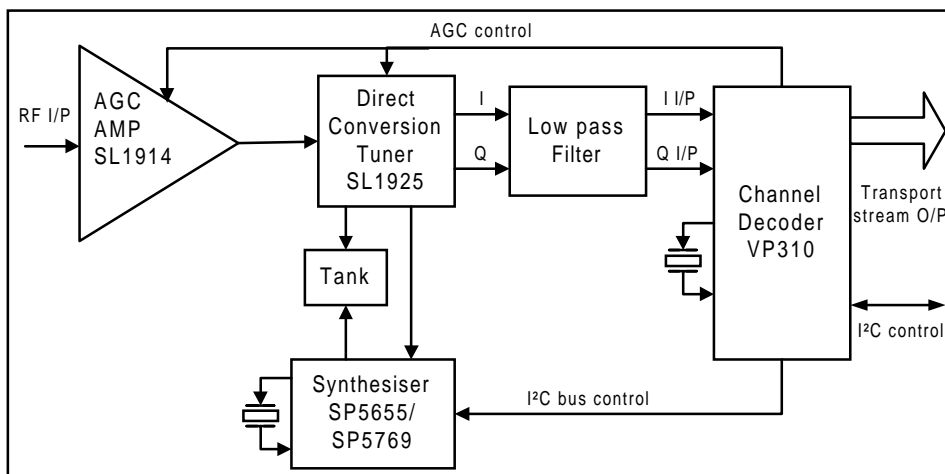 AGC control
RF I/P
AGC
AMP
SL1914
Direct
Conversion
Tuner
SL1925
I
Q
Low pass
Filter
I I/P
Q I/P
Channel
Decoder
VP310
Transport
stream O/P
I²C control
Tank
Synthesiser
SP5655/
SP5769
I²C bus control